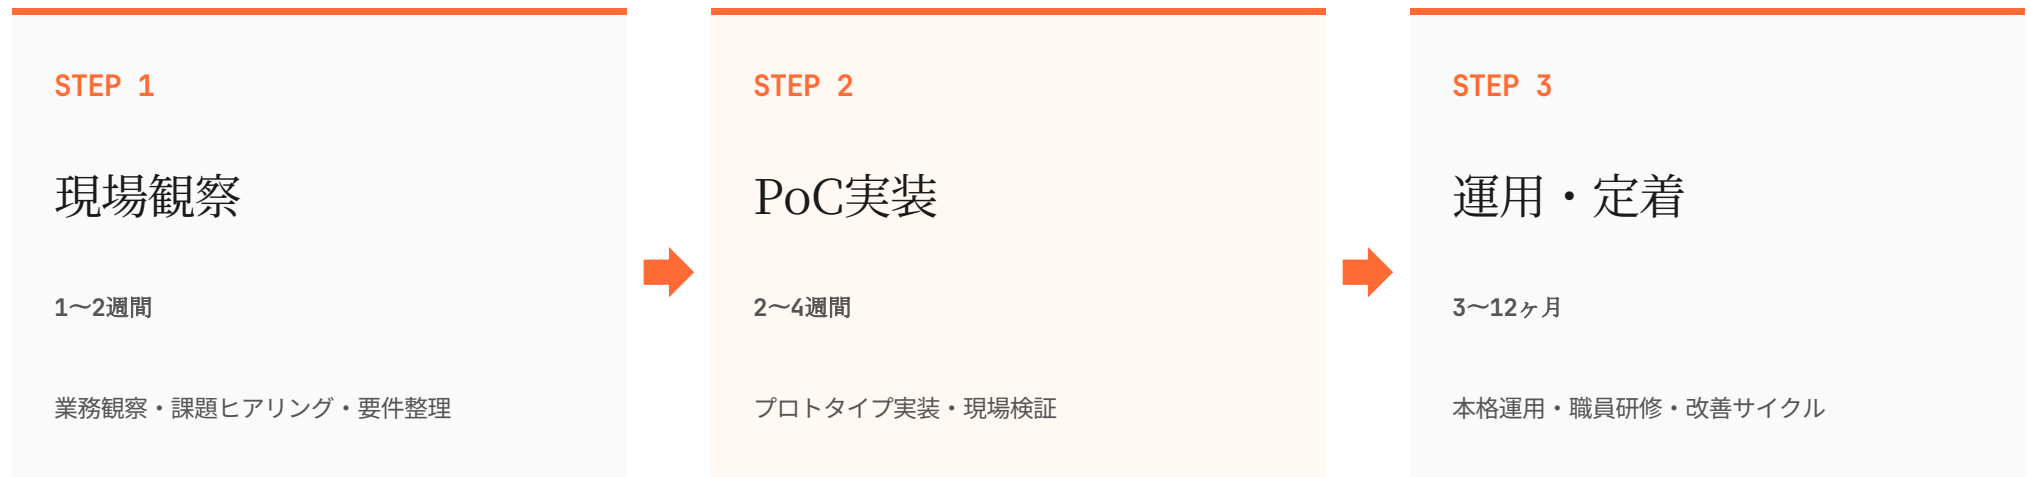 STEP 1
現場観察
1〜2週間
業務観察・課題ヒアリング・要件整理
STEP 2
PoC実装
2〜4週間
プロトタイプ実装・現場検証
STEP 3
運用・定着
3〜12ヶ月
本格運用・職員研修・改善サイクル